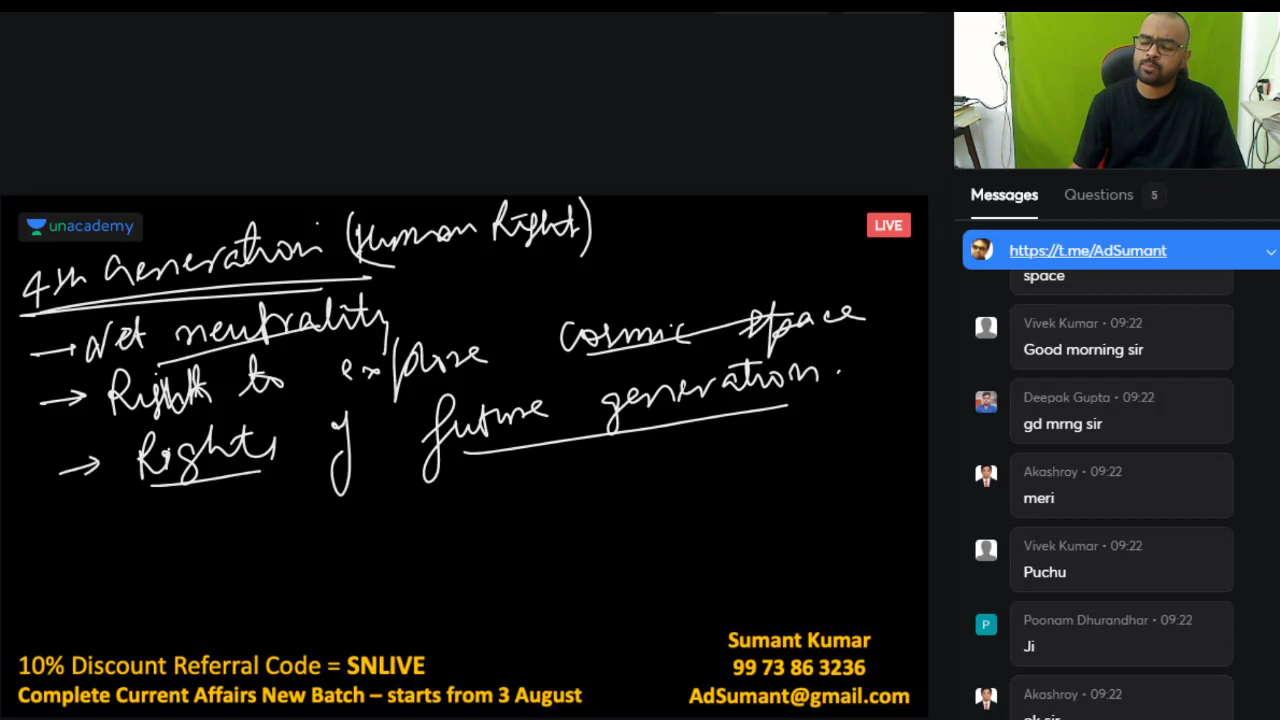 unacademy
LIVE
4th Generation (Human Right)
→ Net neutrality
→ Right to explore cosmic space
→ Rights of future generation.
10% Discount Referral Code = SNLIVE
Complete Current Affairs New Batch – starts from 3 August
Sumant Kumar
99 73 86 3236
AdSumant@gmail.com
Messages
Questions 5
https://t.me/AdSumant
space
Vivek Kumar • 09:22
Good morning sir
Deepak Gupta • 09:22
gd mrng sir
Akashroy • 09:22
meri
Vivek Kumar • 09:22
Puchu
P
Poonam Dhurandhar • 09:22
Ji
Akashroy • 09:22
ok sir